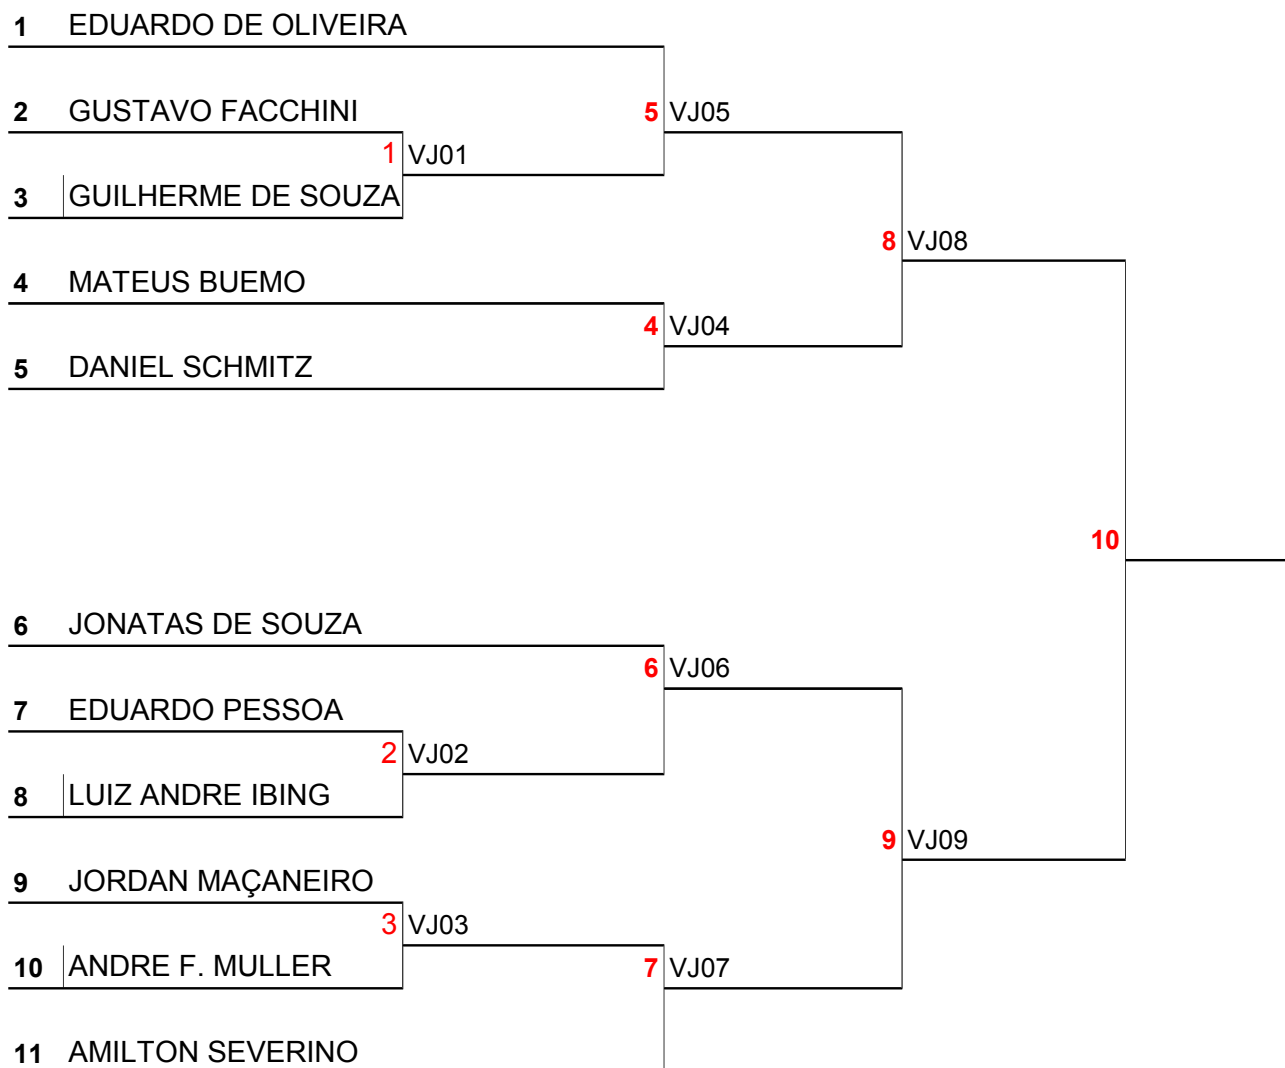 1 EDUARDO DE OLIVEIRA
2 GUSTAVO FACCHINI
5 VJ05
1 VJ01
3 GUILHERME DE SOUZA
8 VJ08
4 MATEUS BUEMO
4 VJ04
5 DANIEL SCHMITZ
10
6 JONATAS DE SOUZA
6 VJ06
7 EDUARDO PESSOA
2 VJ02
8 LUIZ ANDRE IBING
9 VJ09
9 JORDAN MAÇANEIRO
3 VJ03
10 ANDRE F. MULLER
7 VJ07
11 AMILTON SEVERINO